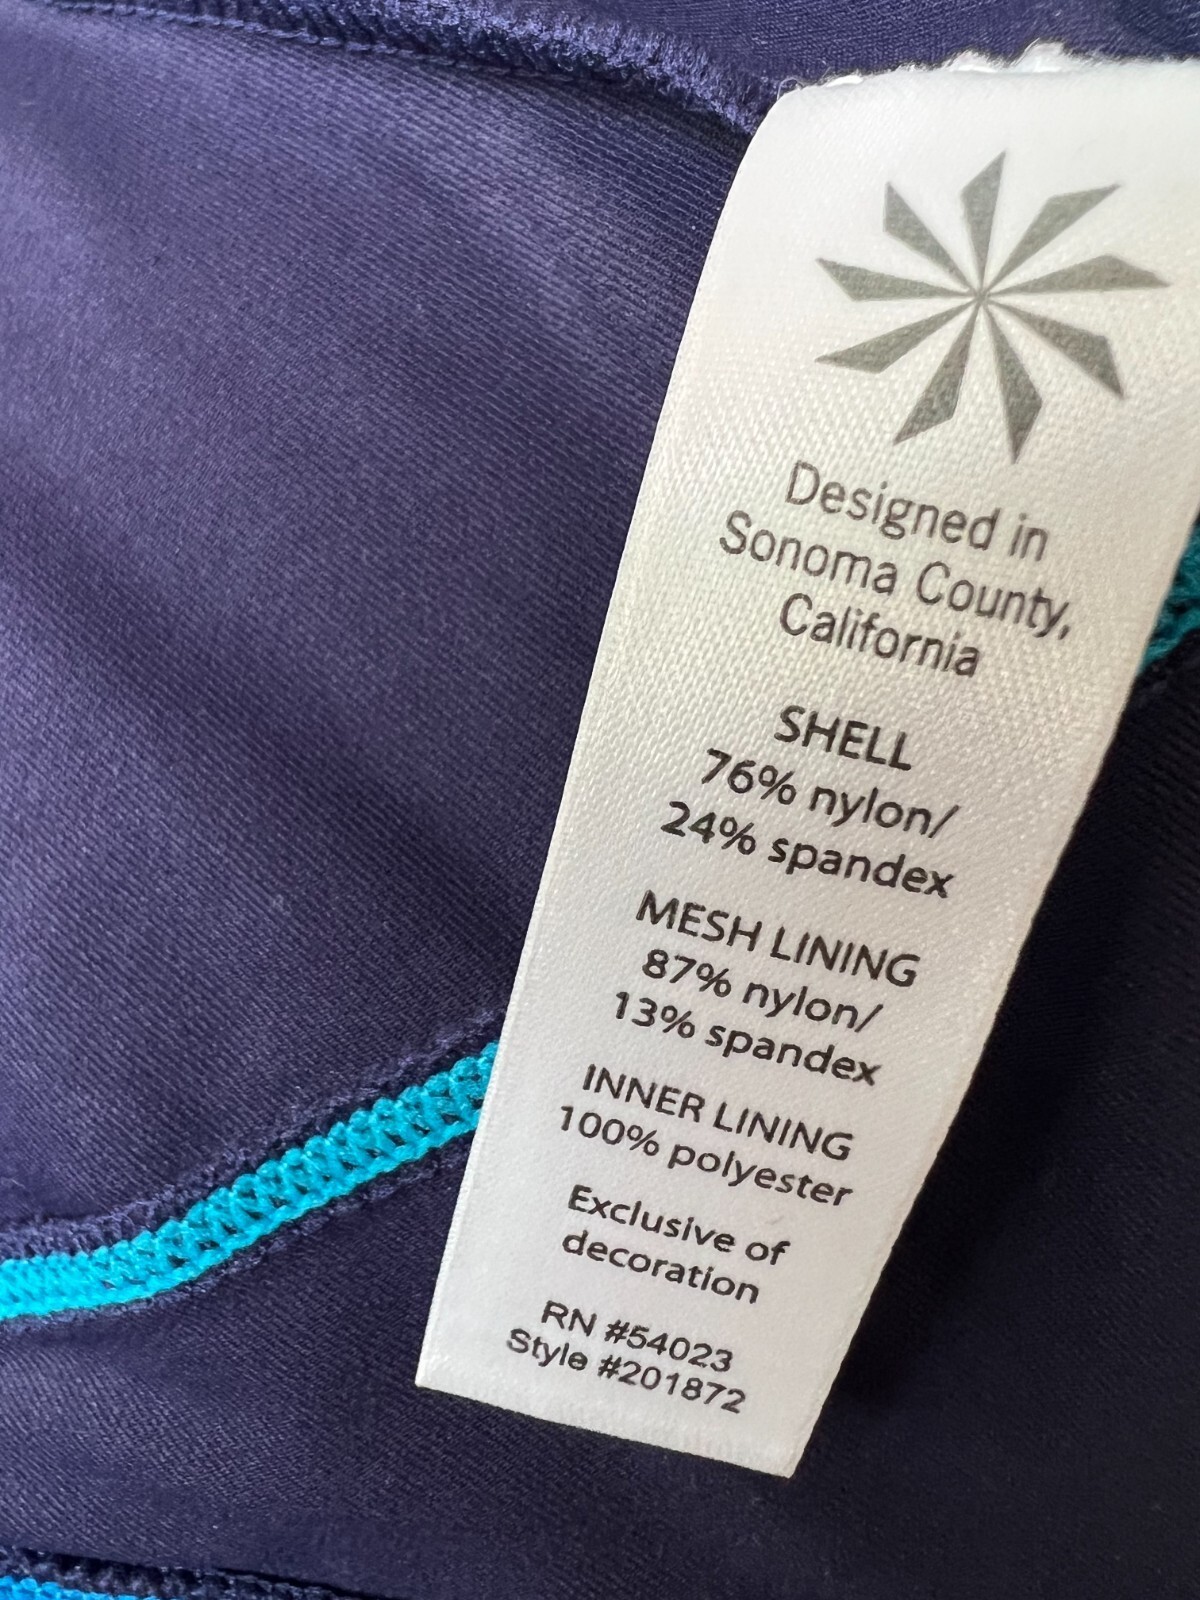 Designed in
Sonoma County,
California
SHELL
76% nylon/
24% spandex
MESH LINING
87% nylon/
13% spandex
INNER LINING
100% polyester
Exclusive of
decoration
RN #54023
Style #201872